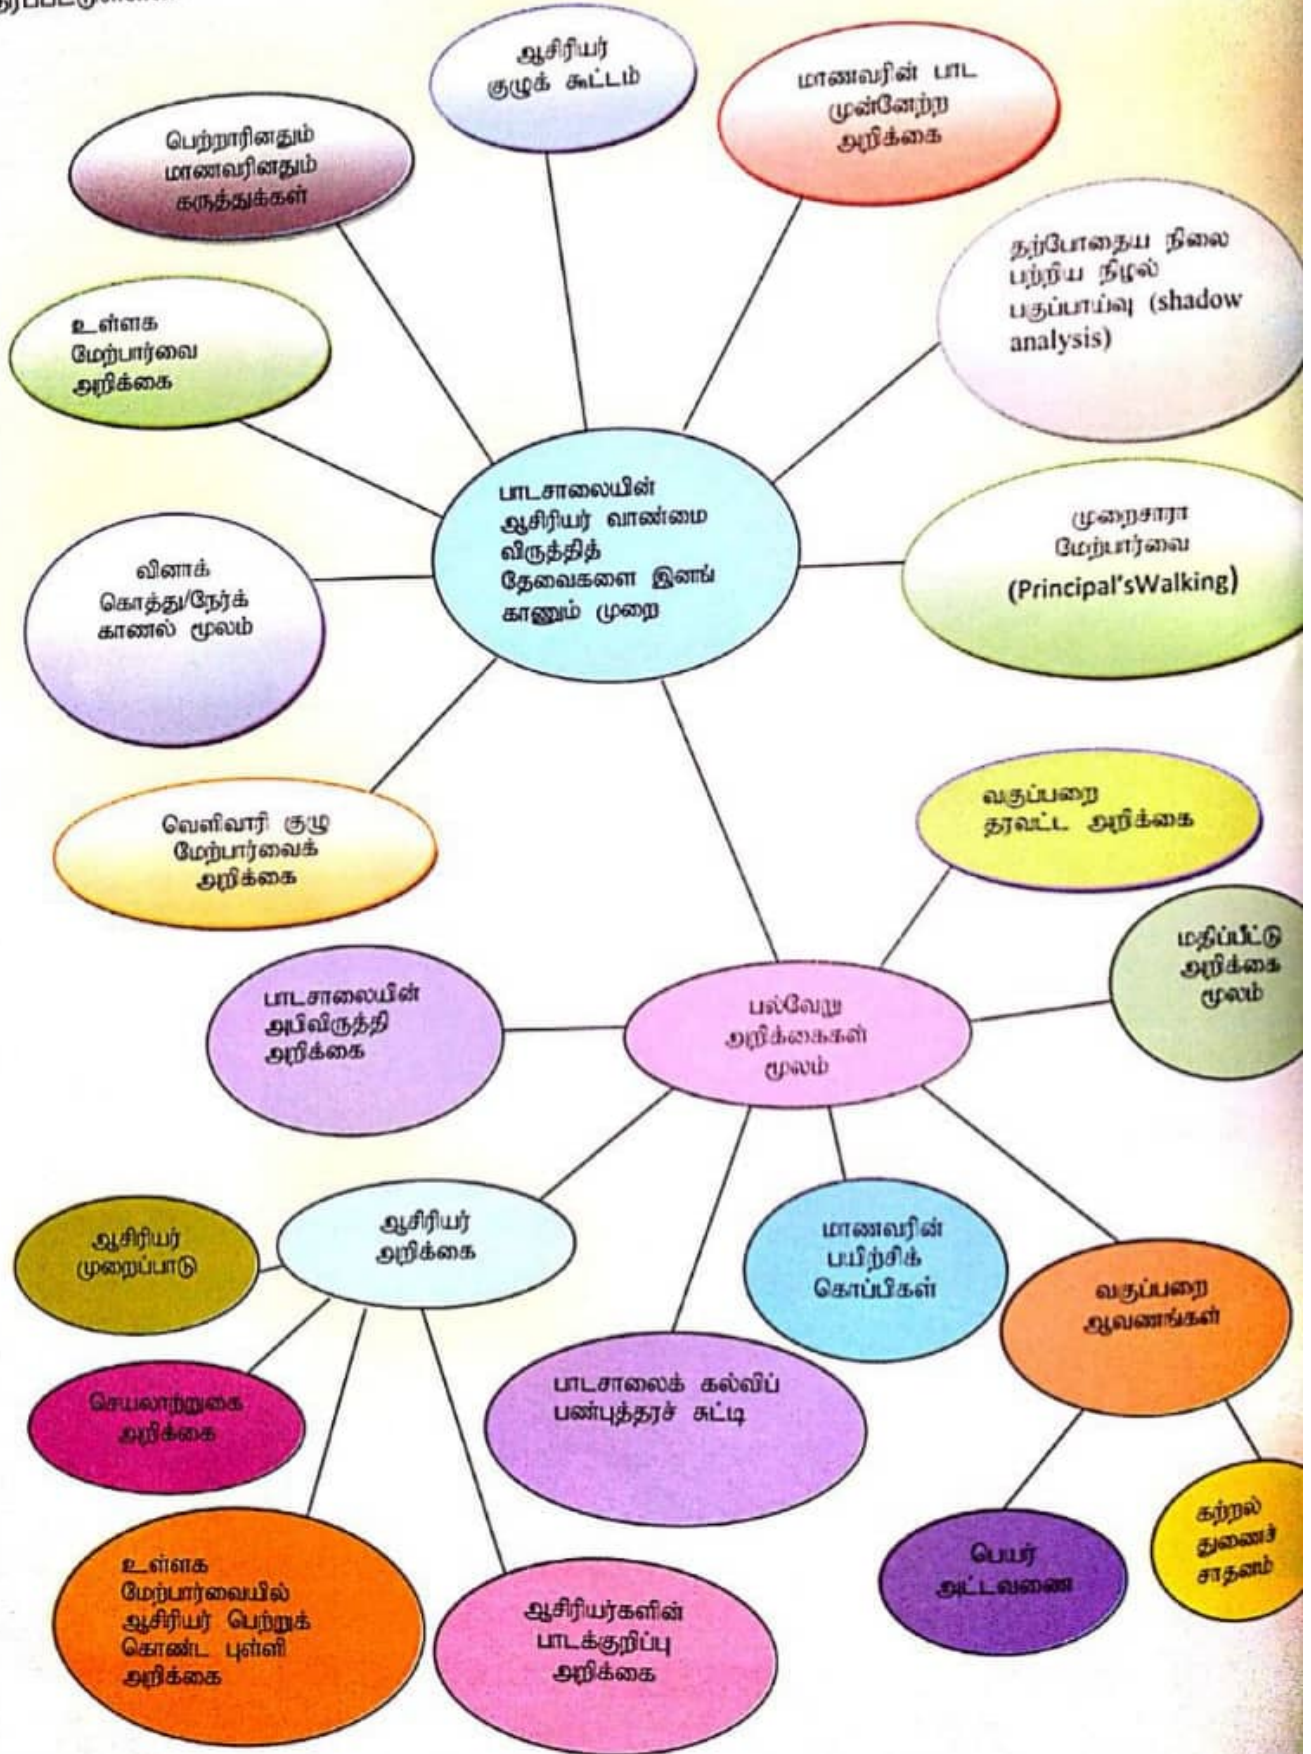 ஆசிரியர்
குழுக் கூட்டம்
மாணவரின் பாட
முன்னேற்ற
அறிக்கை
பெற்றாரினதும்
மாணவரினதும்
கருத்துக்கள்
தற்போதைய நிலை
பற்றிய நிழல்
பகுப்பாய்வு (shadow
analysis)
உள்ளக
மேற்பார்வை
அறிக்கை
பாடசாலையின்
ஆசிரியர் வாண்மை
விருத்தித்
தேவைகளை இனங்
காணும் முறை
முறைசாரா
மேற்பார்வை
(Principal'sWalking)
வினாக்
கொத்து/நேர்க்
காணல் மூலம்
வெளிவாரி குழு
மேற்பார்வைக்
அறிக்கை
வகுப்பறை
தரவட்ட அறிக்கை
மதிப்பீட்டு
அறிக்கை
மூலம்
பாடசாலையின்
அபிவிருத்தி
அறிக்கை
பல்வேறு
அறிக்கைகள்
மூலம்
ஆசிரியர்
முறைப்பாடு
ஆசிரியர்
அறிக்கை
மாணவரின்
பயிற்சிக்
கொப்பிகள்
வகுப்பறை
ஆவணங்கள்
செயலாற்றுகை
அறிக்கை
பாடசாலைக் கல்விப்
பண்புத்தரச் சுட்டி
கற்றல்
துணைச்
சாதனம்
பெயர்
அட்டவணை
உள்ளக
மேற்பார்வையில்
ஆசிரியர் பெற்றுக்
கொண்ட புள்ளி
அறிக்கை
ஆசிரியர்களின்
பாடக்குறிப்பு
அறிக்கை